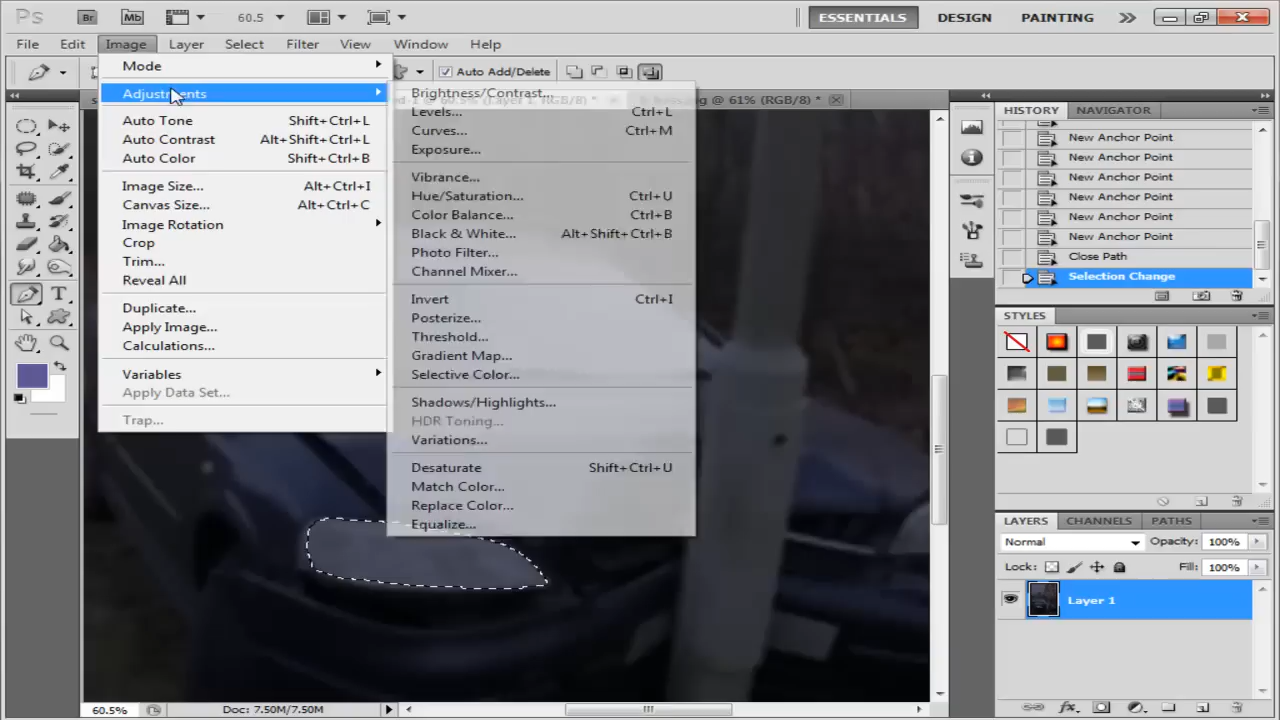 Ps Br Mb 60.5 ESSENTIALS DESIGN PAINTING
File Edit Image Layer Select Filter View Window Help
Auto Add/Delete
Mode
Adjustments
Auto Tone Shift+Ctrl+L
Auto Contrast Alt+Shift+Ctrl+L
Auto Color Shift+Ctrl+B
Image Size... Alt+Ctrl+I
Canvas Size... Alt+Ctrl+C
Image Rotation
Crop
Trim...
Reveal All
Duplicate...
Apply Image...
Calculations...
Variables
Apply Data Set...
Trap...
Brightness/Contrast...
@ 60.5% (Layer 1, RGB/8) *
.png @ 61% (RGB/8) *
Levels... Ctrl+L
Curves... Ctrl+M
Exposure...
Vibrance...
Hue/Saturation... Ctrl+U
Color Balance... Ctrl+B
Black & White... Alt+Shift+Ctrl+B
Photo Filter...
Channel Mixer...
Invert Ctrl+I
Posterize...
Threshold...
Gradient Map...
Selective Color...
Shadows/Highlights...
HDR Toning...
Variations...
Desaturate Shift+Ctrl+U
Match Color...
Replace Color...
Equalize...
HISTORY NAVIGATOR
New Anchor Point
New Anchor Point
New Anchor Point
New Anchor Point
New Anchor Point
New Anchor Point
Close Path
Selection Change
STYLES
LAYERS CHANNELS PATHS
Normal Opacity: 100%
Lock: Fill: 100%
Layer 1
60.5% Doc: 7.50M/7.50M